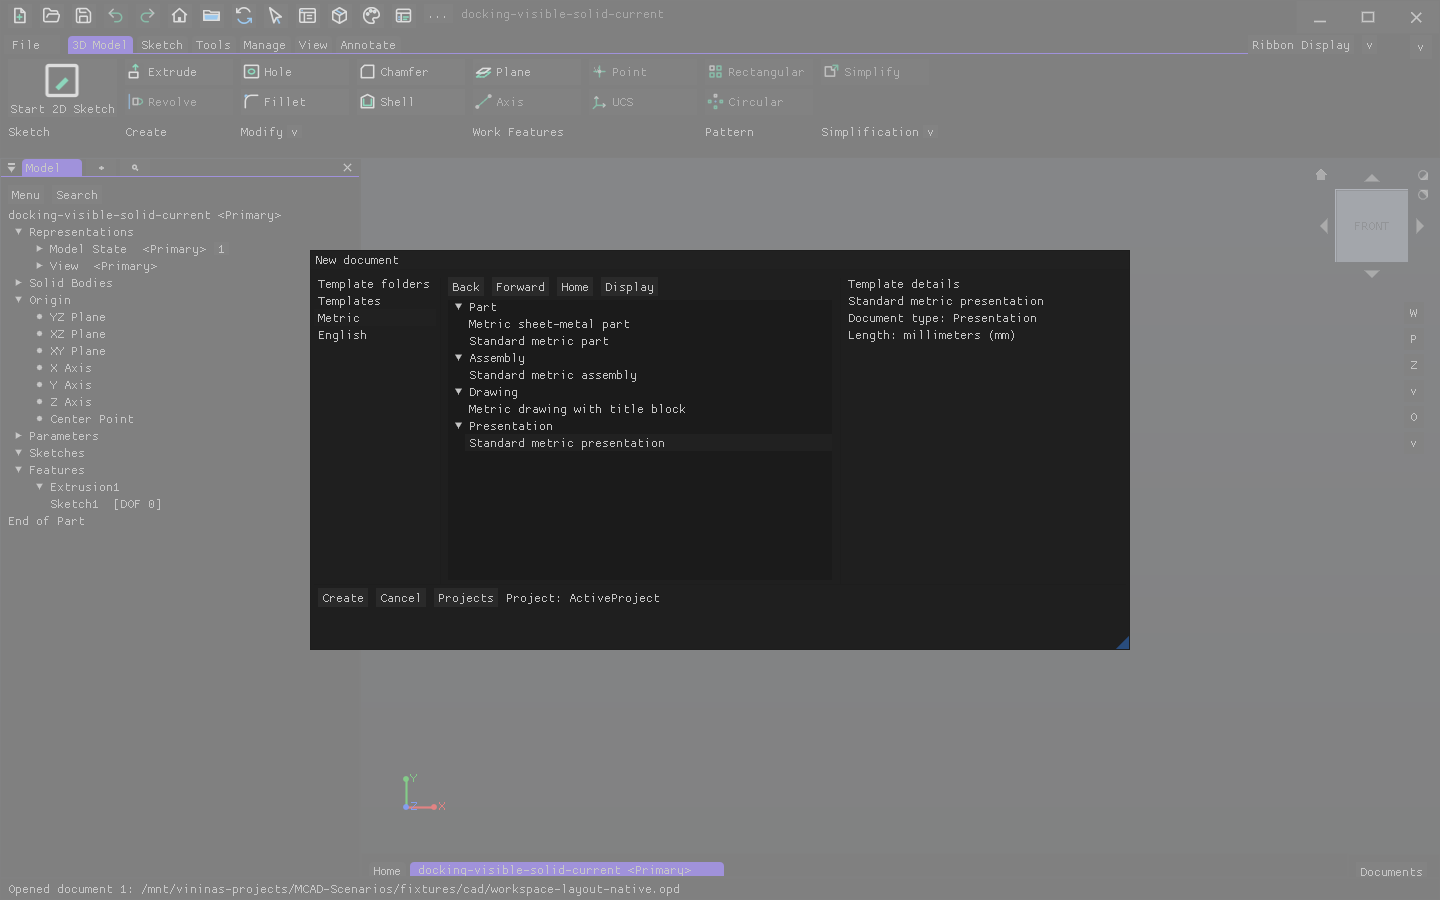 ... docking-visible-solid-current
File 3D Model Sketch Tools Manage View Annotate Ribbon Display v v
Extrude Hole Chamfer Plane Point Rectangular Simplify
Start 2D Sketch Revolve Fillet Shell Axis UCS Circular
Sketch Create Modify v Work Features Pattern Simplification v
Model
Menu Search
docking-visible-solid-current <Primary>
Representations
Model State <Primary> 1
View <Primary>
Solid Bodies
Origin
YZ Plane
XZ Plane
XY Plane
X Axis
Y Axis
Z Axis
Center Point
Parameters
Sketches
Features
Extrusion1
Sketch1 [DOF 0]
End of Part
New document
Template folders
Templates
Metric
English
Back Forward Home Display
Part
Metric sheet-metal part
Standard metric part
Assembly
Standard metric assembly
Drawing
Metric drawing with title block
Presentation
Standard metric presentation
Template details
Standard metric presentation
Document type: Presentation
Length: millimeters (mm)
Create Cancel Projects Project: ActiveProject
FRONT
W
P
Z
v
O
v
Y
Z X
Home docking-visible-solid-current <Primary> Documents
Opened document 1: /mnt/vininas-projects/MCAD-Scenarios/fixtures/cad/workspace-layout-native.opd